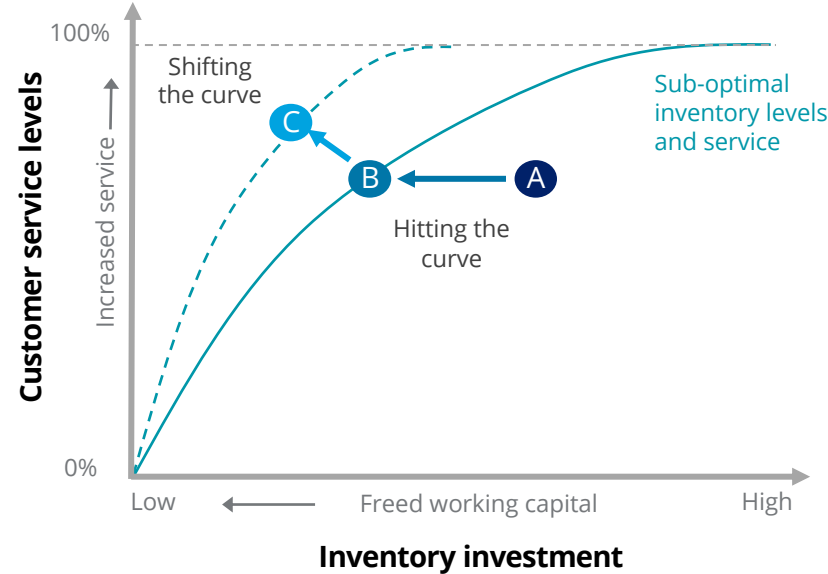 100%
Shifting
the curve
Customer service levels
Increased service
Sub-optimal
inventory levels
and service
C
B
A
Hitting the
curve
0%
Low
Freed working capital
High
Inventory investment